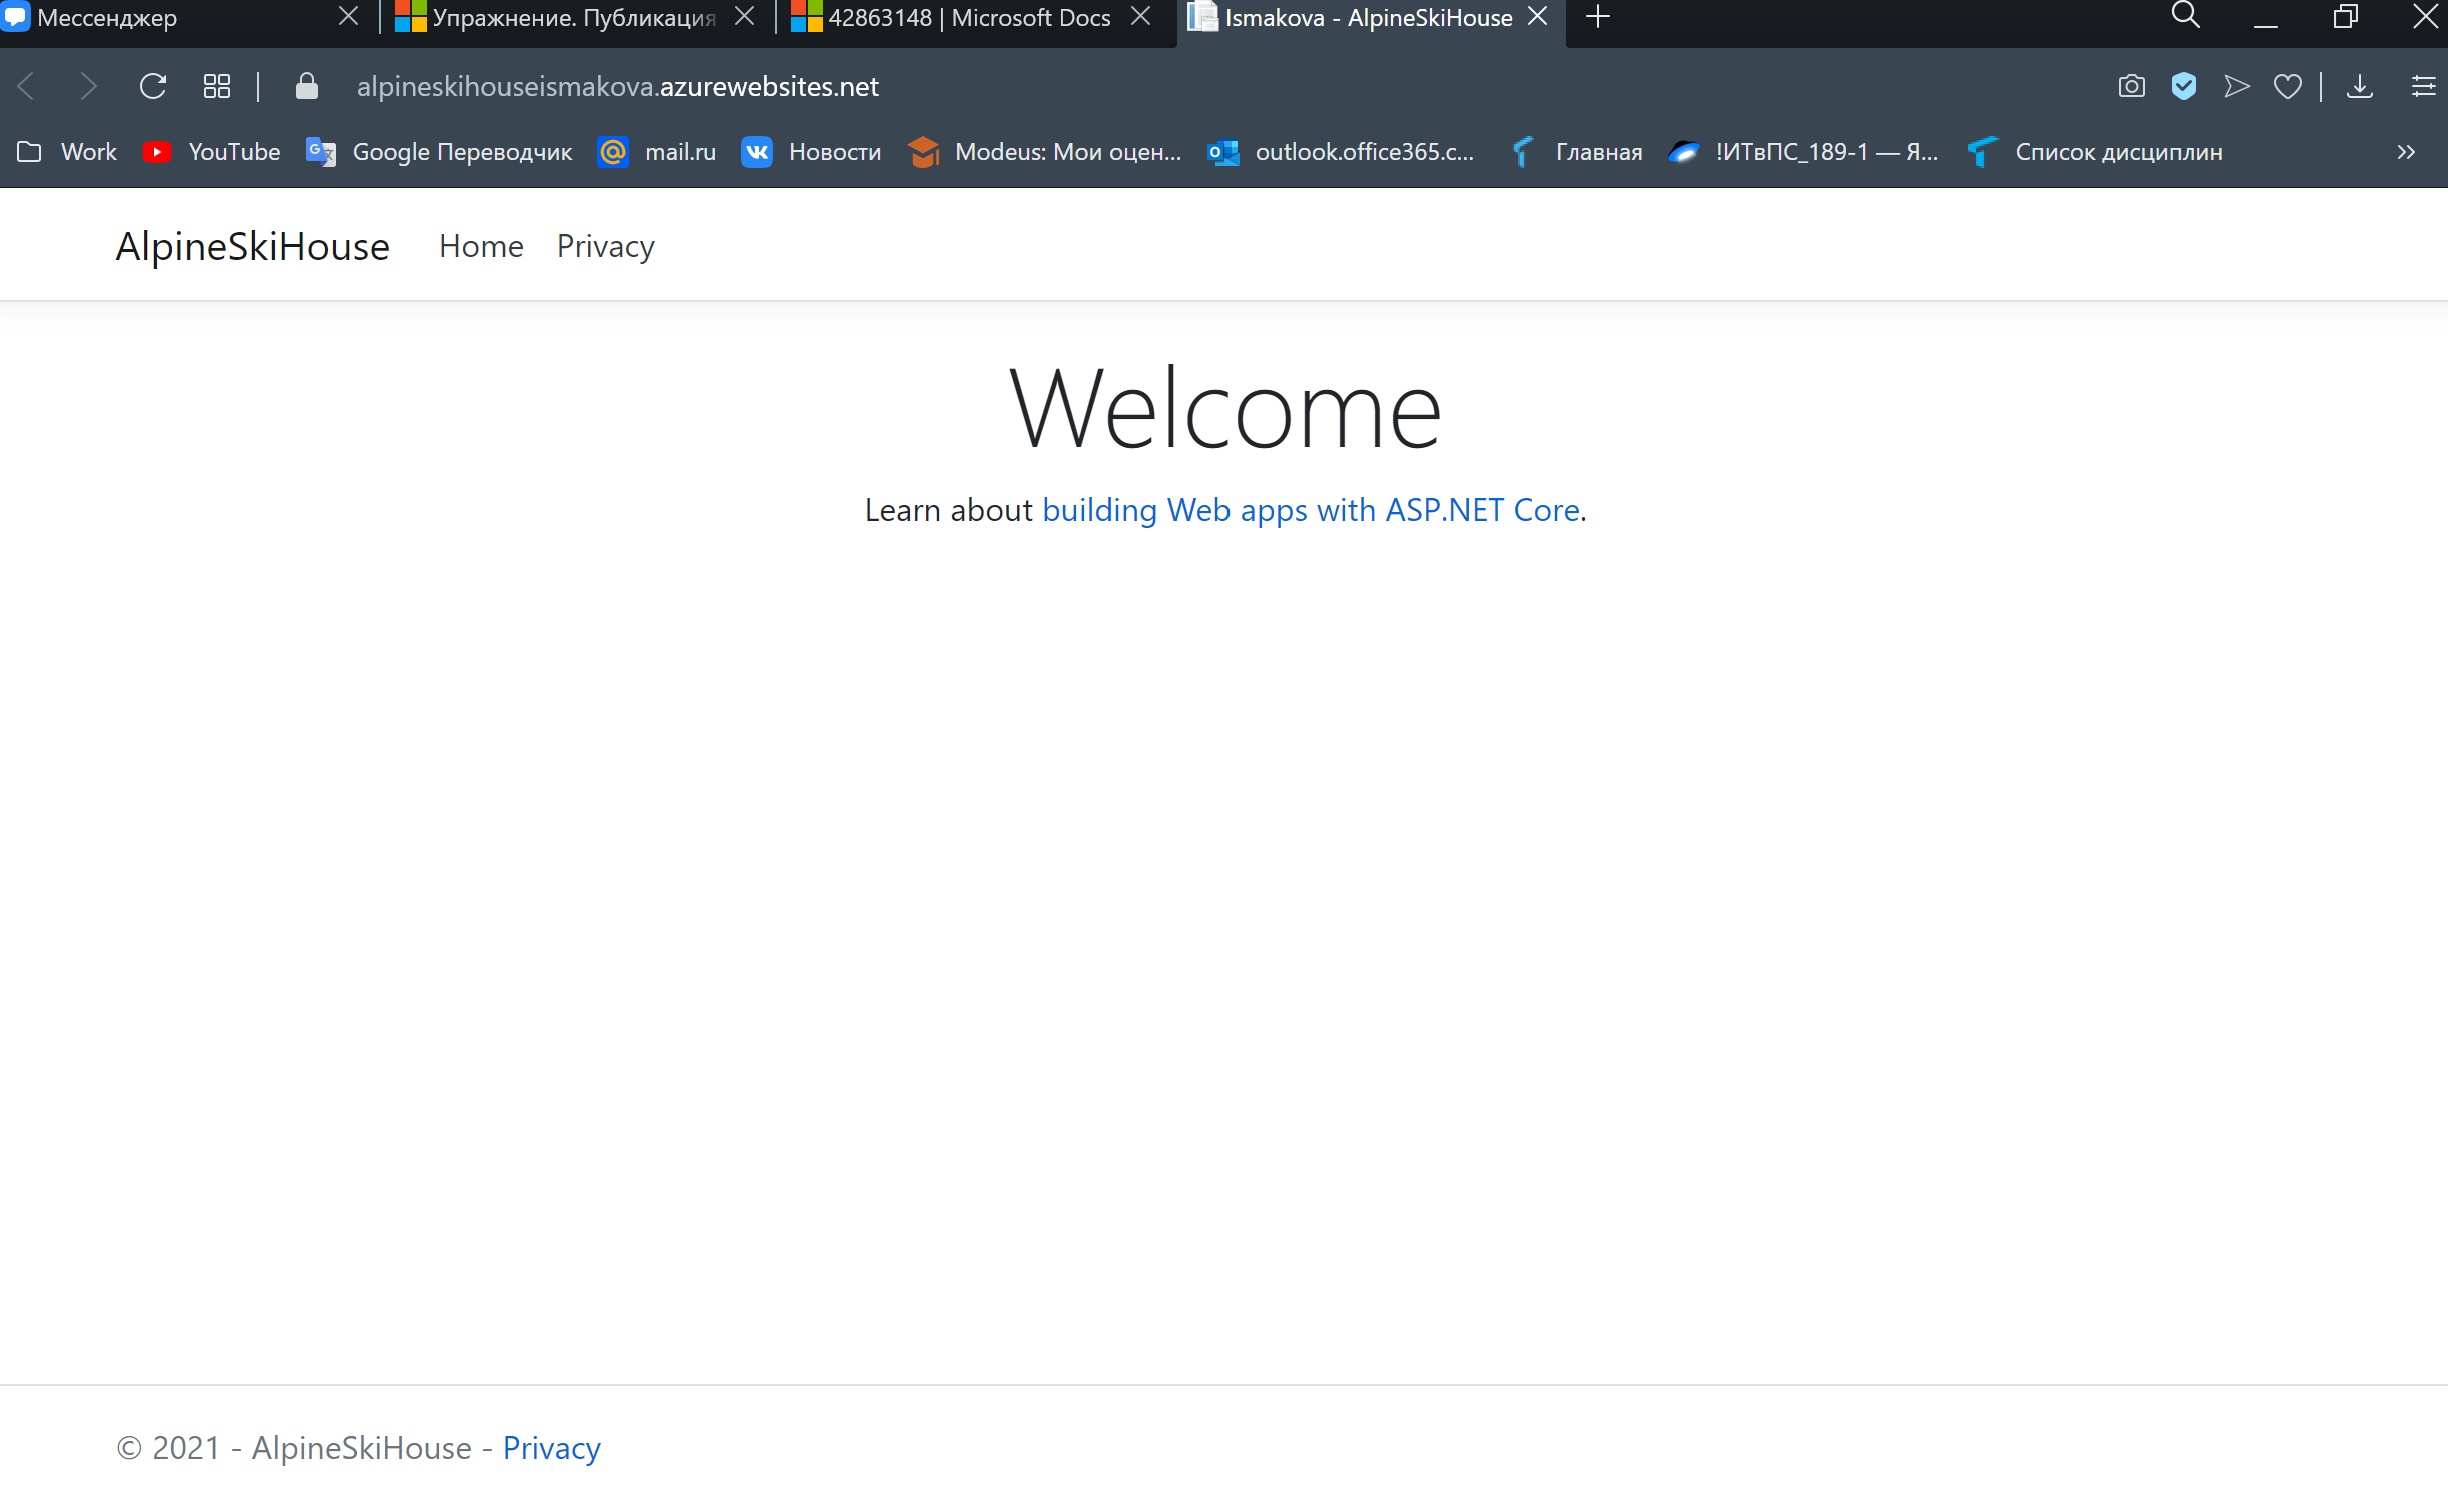 Мессенджер
Упражнение. Публикация
42863148 | Microsoft Docs
Ismakova - AlpineSkiHouse
alpineskihouseismakova.azurewebsites.net
Work YouTube Google Переводчик mail.ru Новости Modeus: Мои оцен... outlook.office365.c... Главная !ИТвПС_189-1 — Я... Список дисциплин
AlpineSkiHouse Home Privacy
Welcome
Learn about building Web apps with ASP.NET Core.
© 2021 - AlpineSkiHouse - Privacy